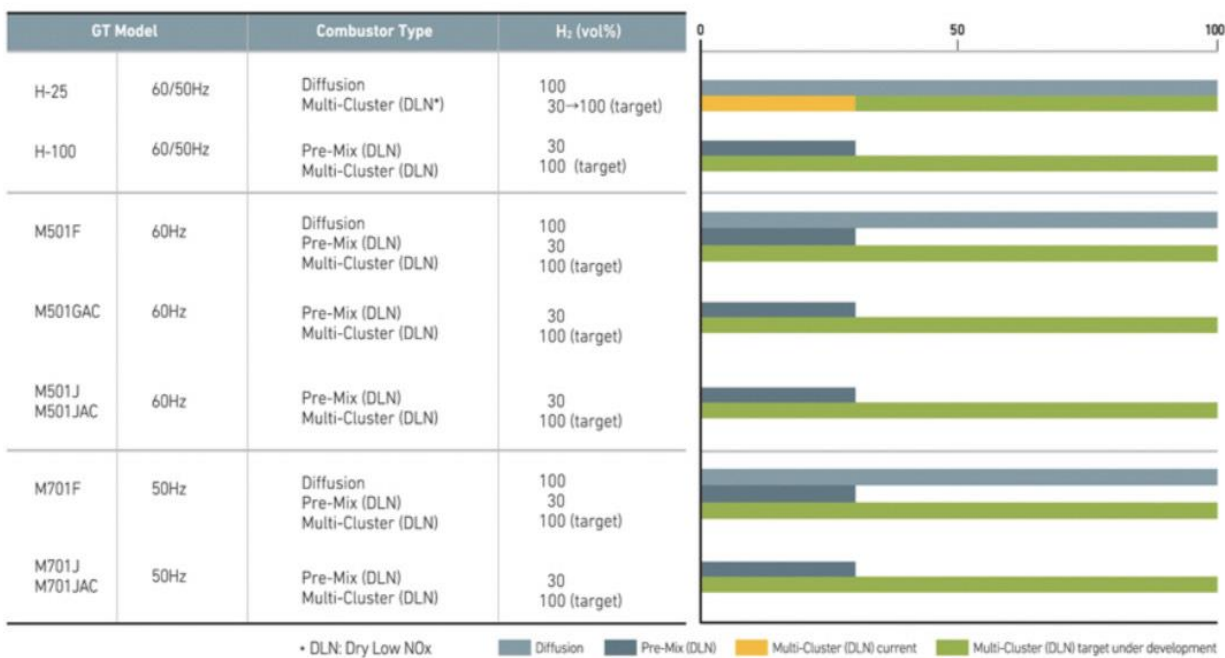 GT Model Combustor Type H₂ (vol%) 0 50 100
H-25 60/50Hz Diffusion 100
Multi-Cluster (DLN*) 30→100 (target)
H-100 60/50Hz Pre-Mix (DLN) 30
Multi-Cluster (DLN) 100 (target)
M501F 60Hz Diffusion 100
Pre-Mix (DLN) 30
Multi-Cluster (DLN) 100 (target)
M501GAC 60Hz Pre-Mix (DLN) 30
Multi-Cluster (DLN) 100 (target)
M501J
M501JAC 60Hz Pre-Mix (DLN) 30
Multi-Cluster (DLN) 100 (target)
M701F 50Hz Diffusion 100
Pre-Mix (DLN) 30
Multi-Cluster (DLN) 100 (target)
M701J
M701JAC 50Hz Pre-Mix (DLN) 30
Multi-Cluster (DLN) 100 (target)
• DLN: Dry Low NOx Diffusion Pre-Mix (DLN) Multi-Cluster (DLN) current Multi-Cluster (DLN) target under development